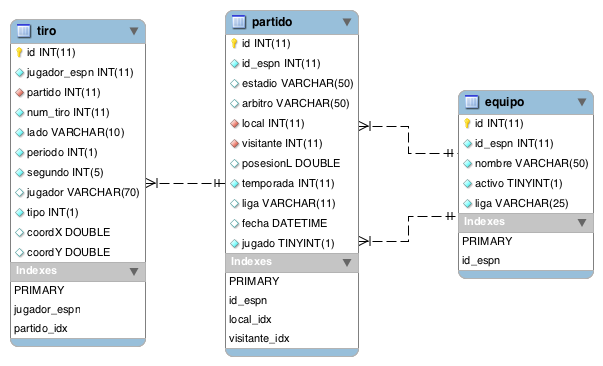 tiro
id INT(11)
jugador_espn INT(11)
partido INT(11)
num_tiro INT(11)
lado VARCHAR(10)
periodo INT(1)
segundo INT(5)
jugador VARCHAR(70)
tipo INT(1)
coordX DOUBLE
coordY DOUBLE
Indexes
PRIMARY
jugador_espn
partido_idx
partido
id INT(11)
id_espn INT(11)
estadio VARCHAR(50)
arbitro VARCHAR(50)
local INT(11)
visitante INT(11)
posesionL DOUBLE
temporada INT(11)
liga VARCHAR(11)
fecha DATETIME
jugado TINYINT(1)
Indexes
PRIMARY
id_espn
local_idx
visitante_idx
equipo
id INT(11)
id_espn INT(11)
nombre VARCHAR(50)
activo TINYINT(1)
liga VARCHAR(25)
Indexes
PRIMARY
id_espn